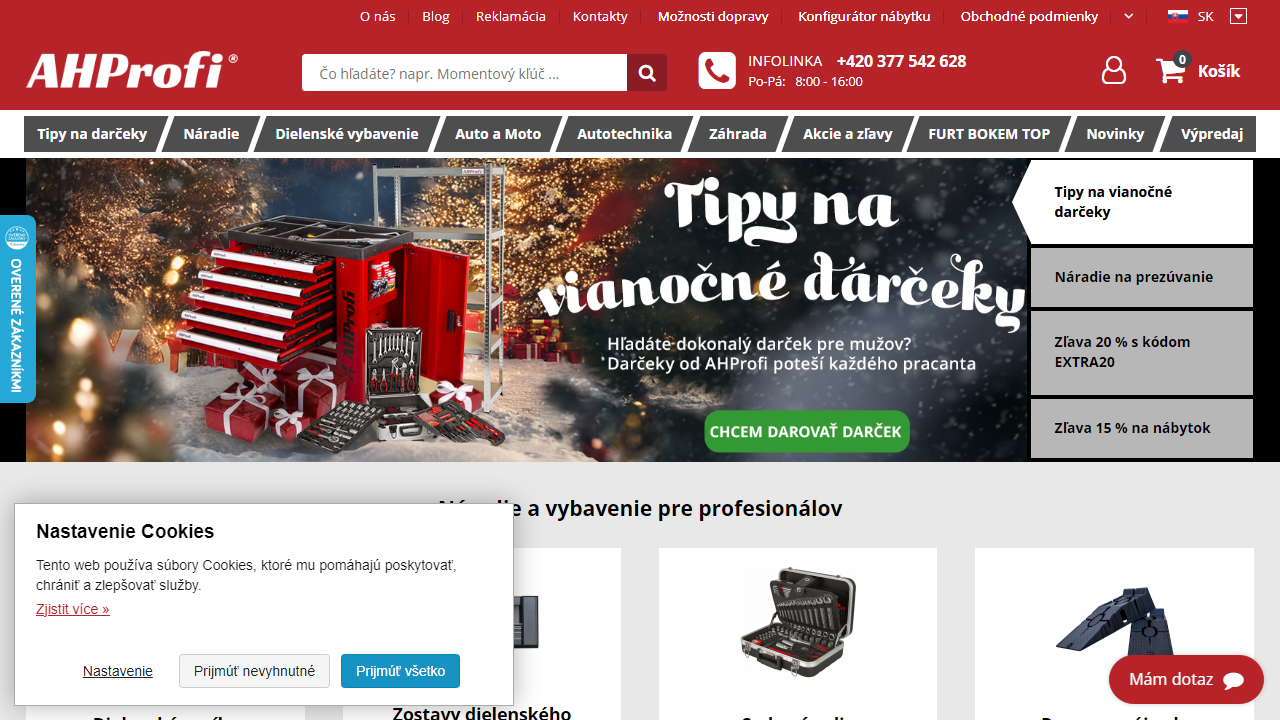 O nás
Blog
Reklamácia
Kontakty
Možnosti dopravy
Konfigurátor nábytku
Obchodné podmienky
SK
AHProfi®
Čo hľadáte? napr. Momentový kľúč ...
INFOLINKA +420 377 542 628
Po-Pá: 8:00 - 16:00
0
Košík
Tipy na darčeky
Náradie
Dielenské vybavenie
Auto a Moto
Autotechnika
Záhrada
Akcie a zľavy
FURT BOKEM TOP
Novinky
Výpredaj
Tipy na
vianočné ďárčeky
Hľadáte dokonalý darček pre mužov?
Darčeky od AHProfi poteší každého pracanta
CHCEM DAROVAŤ DARČEK
AHProfi
AHProfi
Tipy na vianočné
darčeky
Náradie na prezúvanie
Zľava 20 % s kódom
EXTRA20
Zľava 15 % na nábytok
OVERENÉ ZÁKAZNÍKMI
a vybavenie pre profesionálov
Nastavenie Cookies
Tento web používa súbory Cookies, ktoré mu pomáhajú poskytovať,
chrániť a zlepšovať služby.
Zjistit více »
Nastavenie
Prijmúť nevyhnutné
Prijmúť všetko
Zostavy dielenského
Mám dotaz